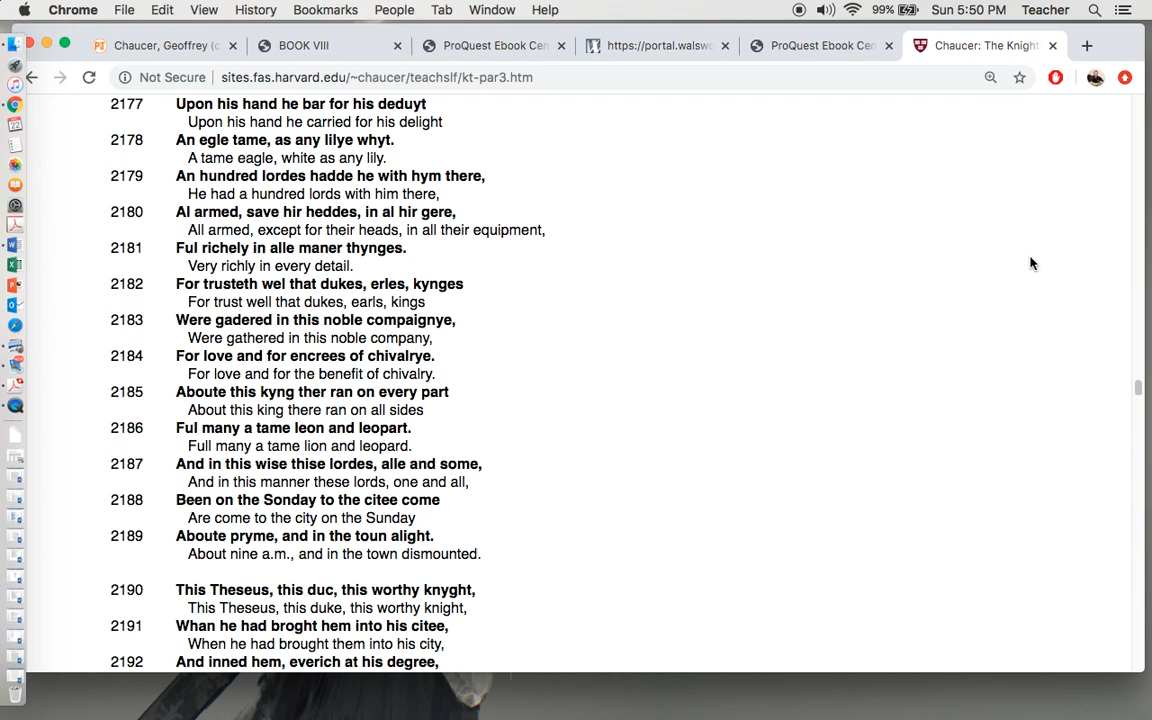 Chrome File Edit View History Bookmarks People Tab Window Help 99% Sun 5:50 PM Teacher
Chaucer, Geoffrey (c BOOK VIII ProQuest Ebook Cen https://portal.walswo ProQuest Ebook Cen Chaucer: The Knigh
Not Secure sites.fas.harvard.edu/~chaucer/teachslf/kt-par3.htm
2177 Upon his hand he bar for his deduyt
Upon his hand he carried for his delight
2178 An egle tame, as any lilye whyt.
A tame eagle, white as any lily.
2179 An hundred lordes hadde he with hym there,
He had a hundred lords with him there,
2180 Al armed, save hir heddes, in al hir gere,
All armed, except for their heads, in all their equipment,
2181 Ful richely in alle maner thynges.
Very richly in every detail.
2182 For trusteth wel that dukes, erles, kynges
For trust well that dukes, earls, kings
2183 Were gadered in this noble compaignye,
Were gathered in this noble company,
2184 For love and for encrees of chivalrye.
For love and for the benefit of chivalry.
2185 Aboute this kyng ther ran on every part
About this king there ran on all sides
2186 Ful many a tame leon and leopart.
Full many a tame lion and leopard.
2187 And in this wise thise lordes, alle and some,
And in this manner these lords, one and all,
2188 Been on the Sonday to the citee come
Are come to the city on the Sunday
2189 Aboute pryme, and in the toun alight.
About nine a.m., and in the town dismounted.
2190 This Theseus, this duc, this worthy knyght,
This Theseus, this duke, this worthy knight,
2191 Whan he had broght hem into his citee,
When he had brought them into his city,
2192 And inned hem, everich at his degree,